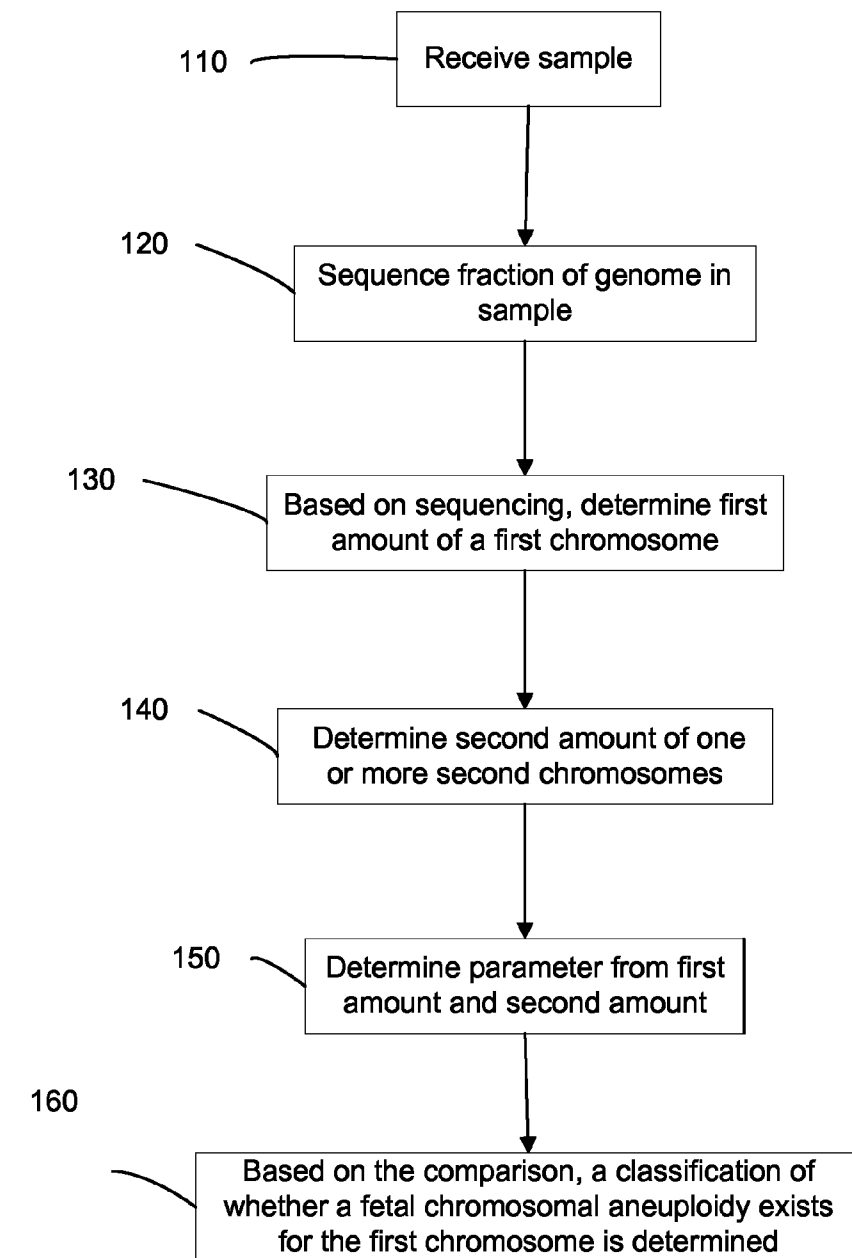 110
Receive sample
120
Sequence fraction of genome in
sample
130
Based on sequencing, determine first
amount of a first chromosome
140
Determine second amount of one
or more second chromosomes
150
Determine parameter from first
amount and second amount
160
Based on the comparison, a classification of
whether a fetal chromosomal aneuploidy exists
for the first chromosome is determined